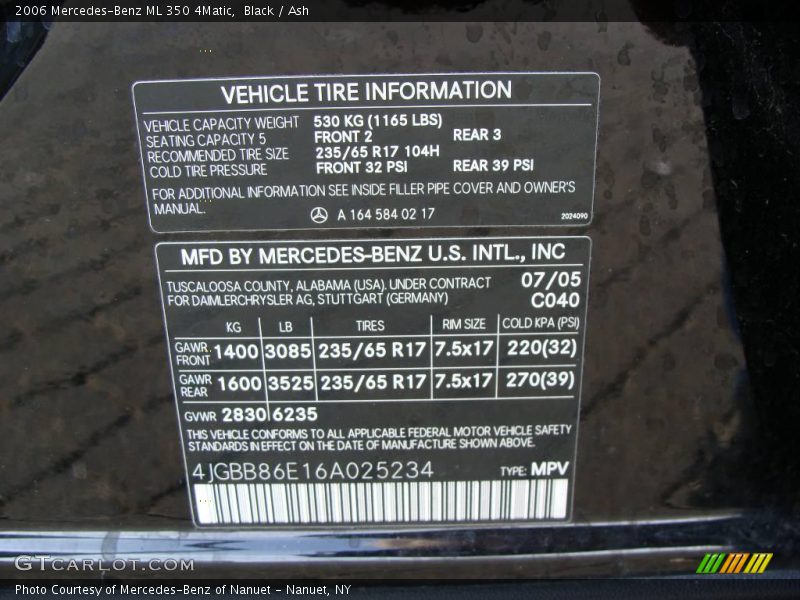 2006 Mercedes-Benz ML 350 4Matic, Black / Ash
VEHICLE TIRE INFORMATION
VEHICLE CAPACITY WEIGHT 530 KG (1165 LBS)
SEATING CAPACITY 5 FRONT 2 REAR 3
RECOMMENDED TIRE SIZE 235/65 R17 104H
COLD TIRE PRESSURE FRONT 32 PSI REAR 39 PSI
FOR ADDITIONAL INFORMATION SEE INSIDE FILLER PIPE COVER AND OWNER'S
MANUAL.
A 164 584 02 17 2024090
MFD BY MERCEDES-BENZ U.S. INTL., INC
TUSCALOOSA COUNTY, ALABAMA (USA). UNDER CONTRACT 07/05
FOR DAIMLERCHRYSLER AG, STUTTGART (GERMANY) C040
KG LB TIRES RIM SIZE COLD KPA (PSI)
GAWR FRONT 1400 3085 235/65 R17 7.5x17 220(32)
GAWR REAR 1600 3525 235/65 R17 7.5x17 270(39)
GVWR 2830 6235
THIS VEHICLE CONFORMS TO ALL APPLICABLE FEDERAL MOTOR VEHICLE SAFETY
STANDARDS IN EFFECT ON THE DATE OF MANUFACTURE SHOWN ABOVE.
4JGBB86E16A025234 TYPE: MPV
GTCARLOT.COM
Photo Courtesy of Mercedes-Benz of Nanuet - Nanuet, NY